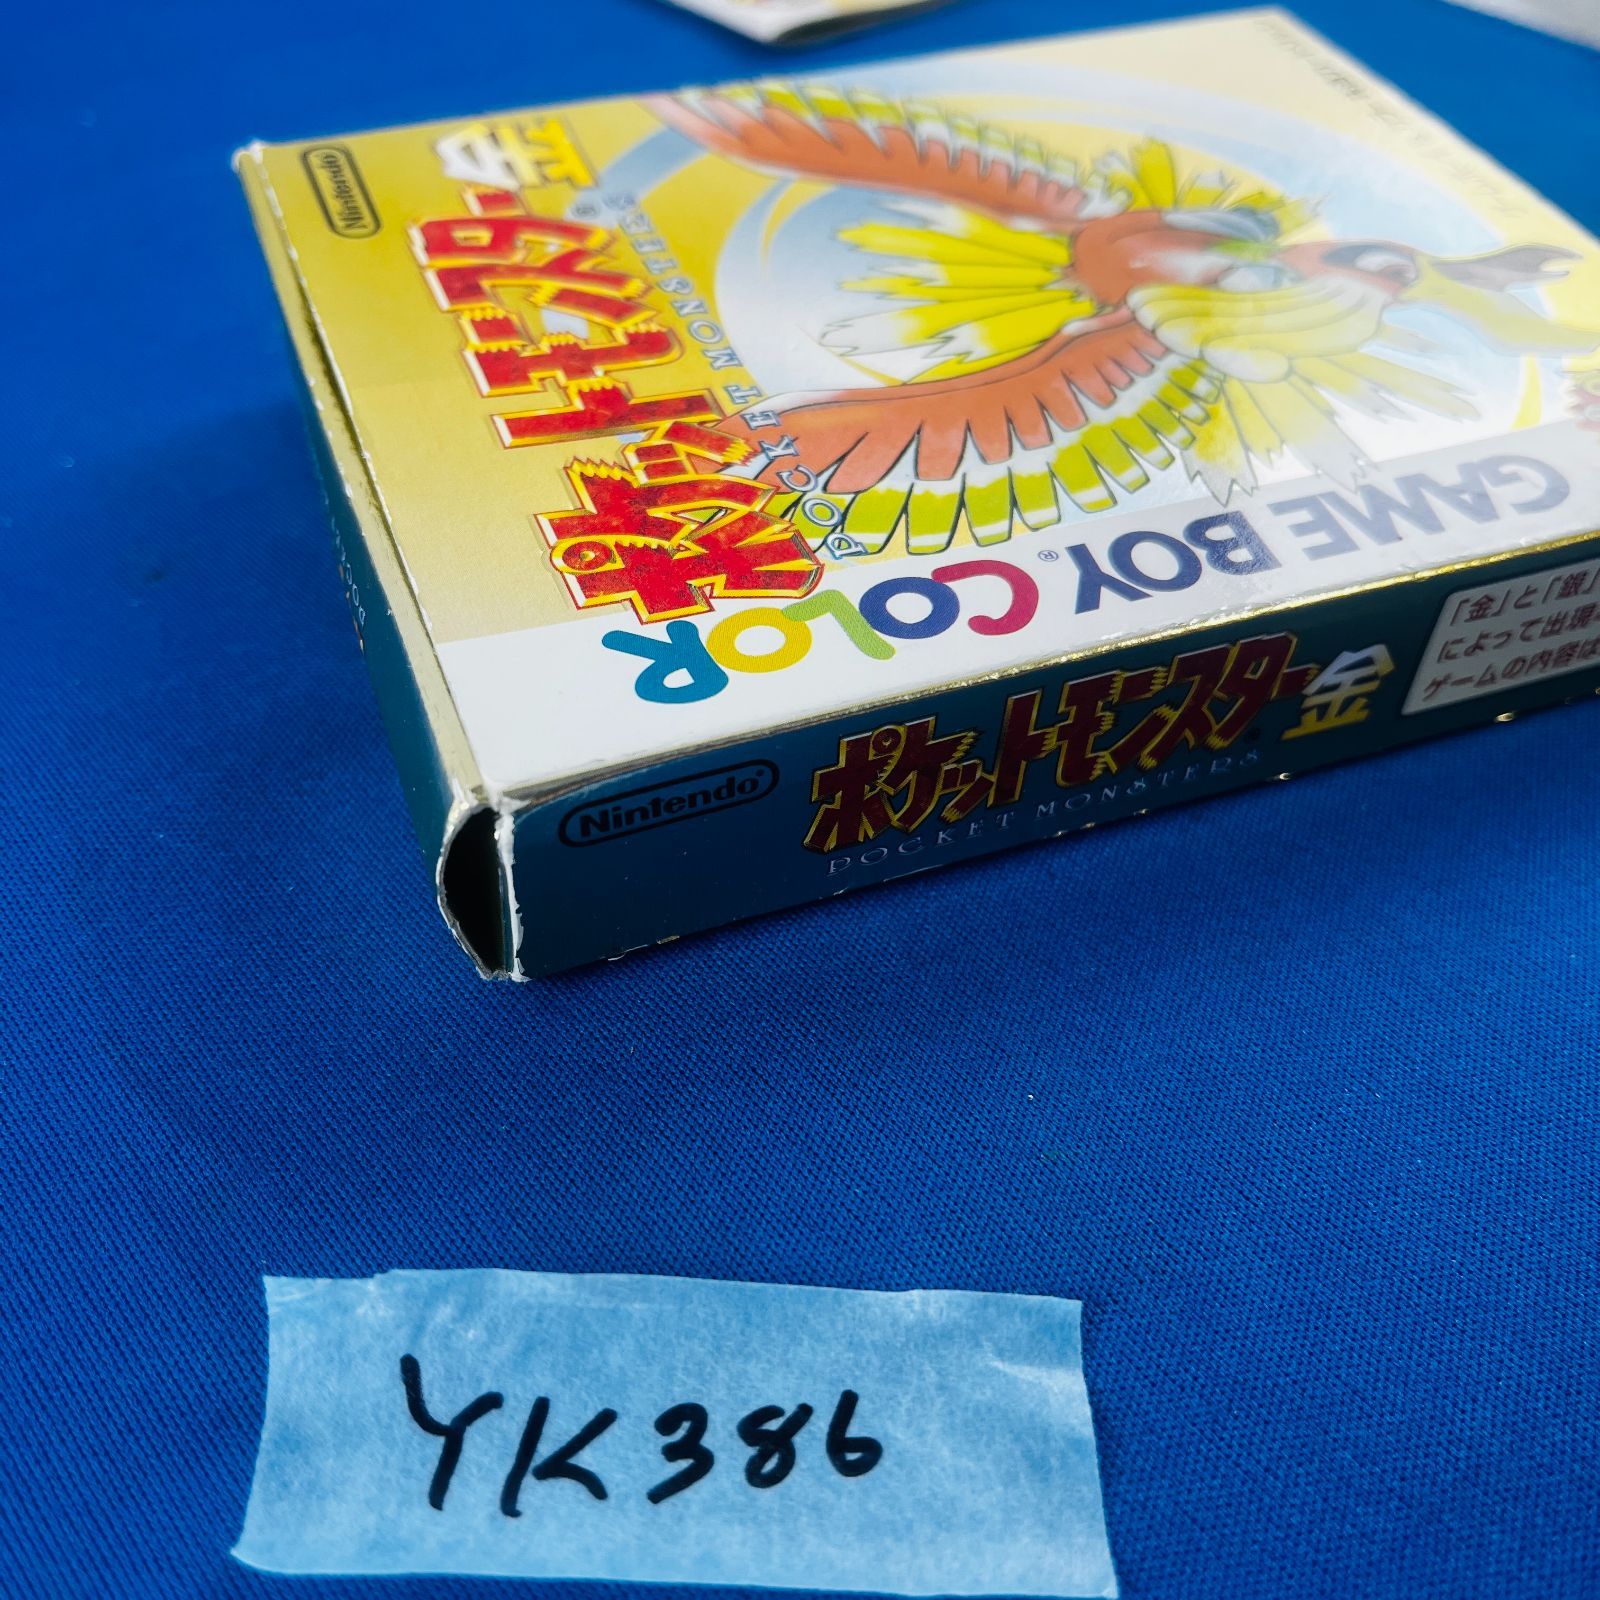 Nintendo
ポケットモンスター金
POCKET MONSTERS
GAME BOY COLOR
Nintendo
ポケットモンスター金
POCKET MONSTERS
「金」と「銀」
によって出現
ゲームの内容は
YK386